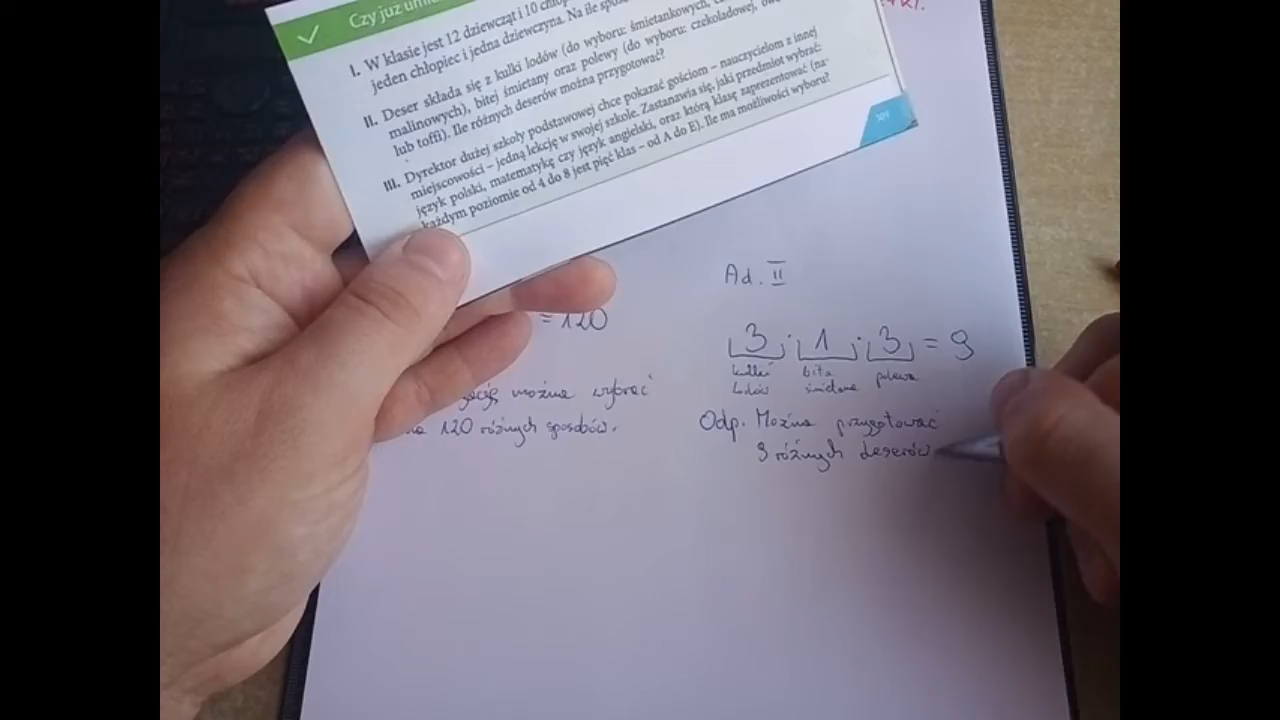 Czy już umie
I. W klasie jest 12 dziewcząt i 10 chłop
jeden chłopiec i jedna dziewczyna. Na ile spos
II. Deser składa się z kulki lodów (do wyboru: śmietankowych,
malinowych), bitej śmietany oraz polewy (do wyboru: czekoladowej,
lub toffi). Ile różnych deserów można przygotować?
III. Dyrektor dużej szkoły podstawowej chce pokazać gościom – nauczycielom z innej
miejscowości – jedną lekcję w swojej szkole. Zastanawia się, jaki przedmiot wybrać:
język polski, matematykę czy język angielski, oraz którą klasę zaprezentować (na
każdym poziomie od 4 do 8 jest pięć klas – od A do E). Ile ma możliwości wyboru?
= 120
można wybrać
120 różnych sposobów.
Ad. II
3 · 1 · 3 = 9
kulki bita polewa
lodów śmietana
Odp. Można przygotować
9 różnych deserów